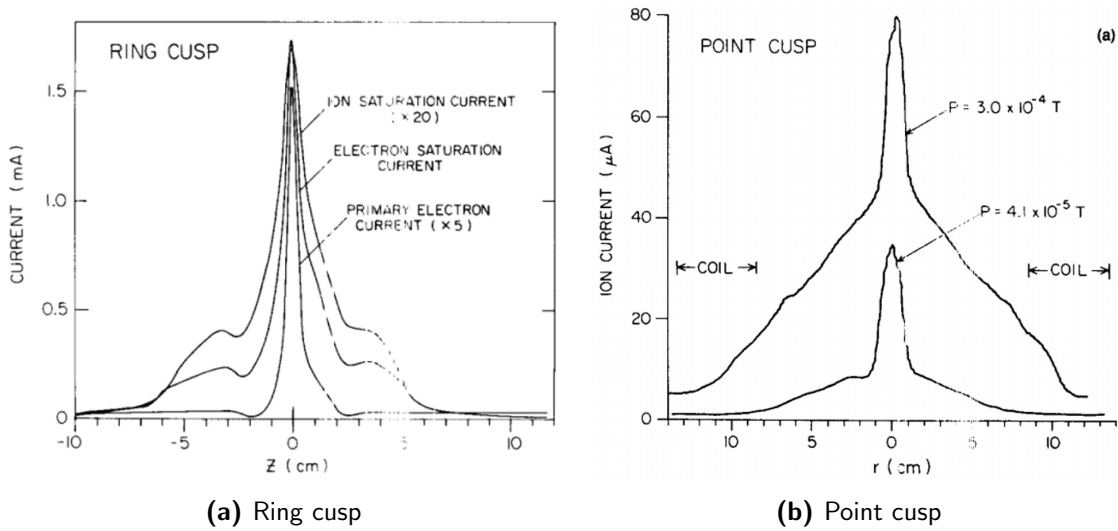 RING CUSP
ION SATURATION CURRENT
(×20)
ELECTRON SATURATION
CURRENT
PRIMARY ELECTRON
CURRENT (×5)
CURRENT (mA)
1.5
1.0
0.5
0
-10
-5
0
5
10
Z (cm)
(a) Ring cusp
POINT CUSP
(a)
P = 3.0 x 10⁻⁴ T
P = 4.1 x 10⁻⁵ T
COIL
COIL
ION CURRENT (μA)
80
60
40
20
0
10
5
0
5
10
r (cm)
(b) Point cusp